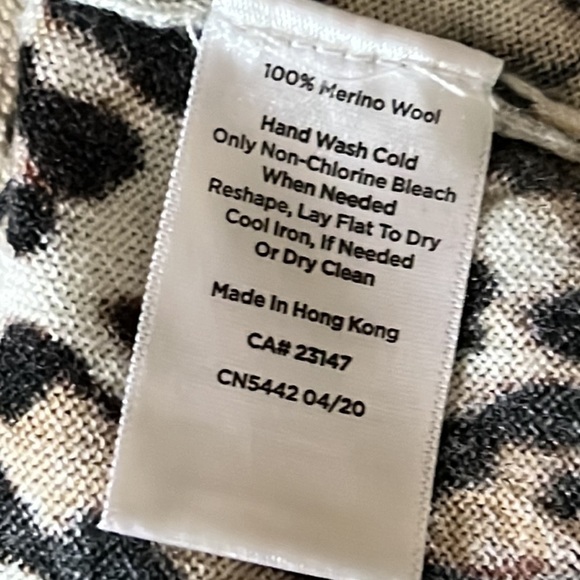 100% Merino Wool
Hand Wash Cold
Only Non-Chlorine Bleach
When Needed
Reshape, Lay Flat To Dry
Cool Iron, If Needed
Or Dry Clean
Made In Hong Kong
CA# 23147
CN5442 04/20